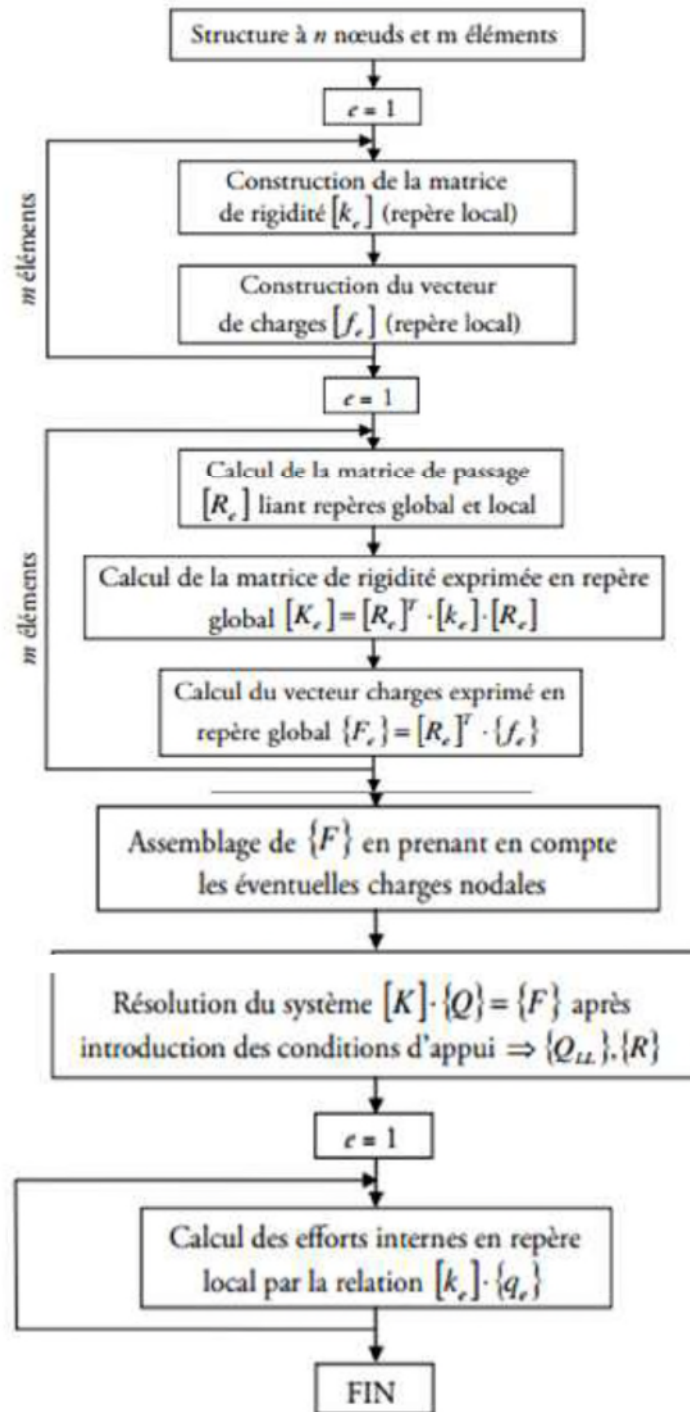 Structure à n nœuds et m éléments
e = 1
m éléments
Construction de la matrice
de rigidité [k_e] (repère local)
Construction du vecteur
de charges [f_e] (repère local)
e = 1
m éléments
Calcul de la matrice de passage
[R_e] liant repères global et local
Calcul de la matrice de rigidité exprimée en repère
global [K_e] = [R_e]^T · [k_e] · [R_e]
Calcul du vecteur charges exprimé en
repère global {F_e} = [R_e]^T · {f_e}
Assemblage de {F} en prenant en compte
les éventuelles charges nodales
Résolution du système [K] · {Q} = {F} après
introduction des conditions d'appui ⇒ {Q_LL}, {R}
e = 1
Calcul des efforts internes en repère
local par la relation [k_e] · {q_e}
FIN